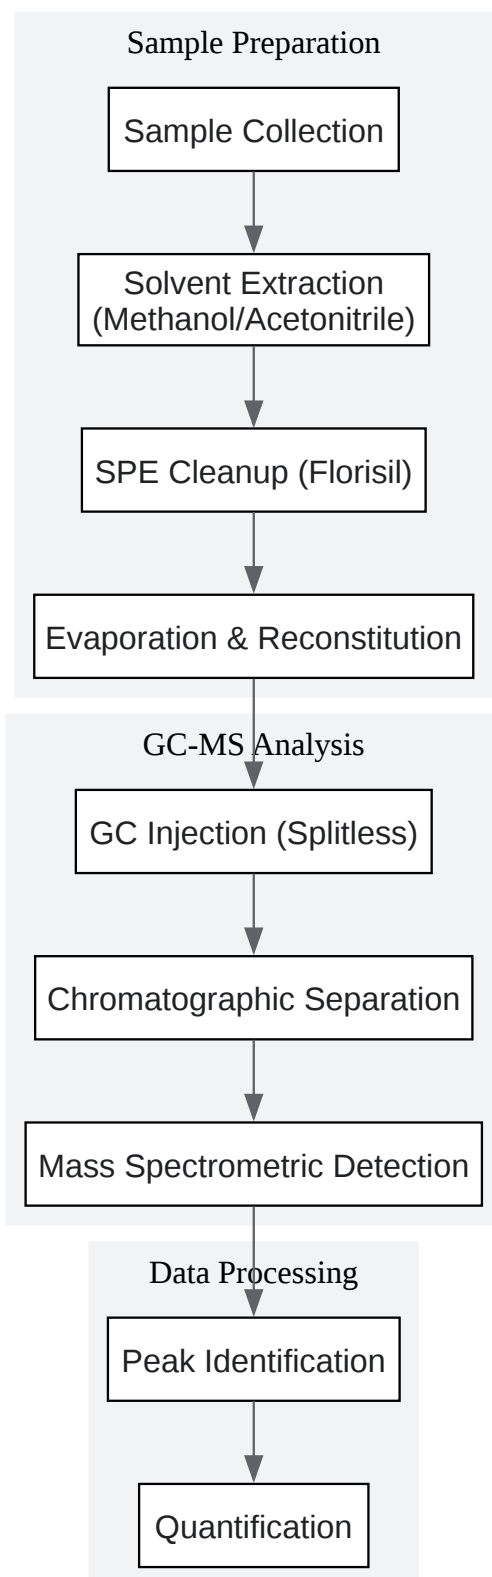 Sample Preparation
Sample Collection
Solvent Extraction
(Methanol/Acetonitrile)
SPE Cleanup (Florisil)
Evaporation & Reconstitution
GC-MS Analysis
GC Injection (Splitless)
Chromatographic Separation
Mass Spectrometric Detection
Data Processing
Peak Identification
Quantification